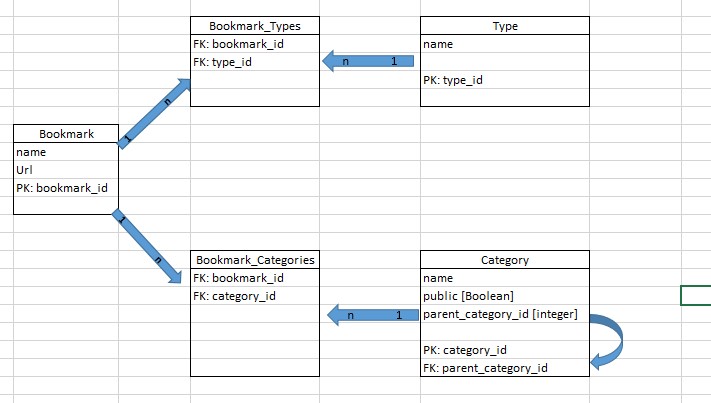 Bookmark_Types
FK: bookmark_id
FK: type_id
n 1
Type
name
PK: type_id
1 n
Bookmark
name
Url
PK: bookmark_id
1 n
Bookmark_Categories
FK: bookmark_id
FK: category_id
n 1
Category
name
public [Boolean]
parent_category_id [integer]
PK: category_id
FK: parent_category_id